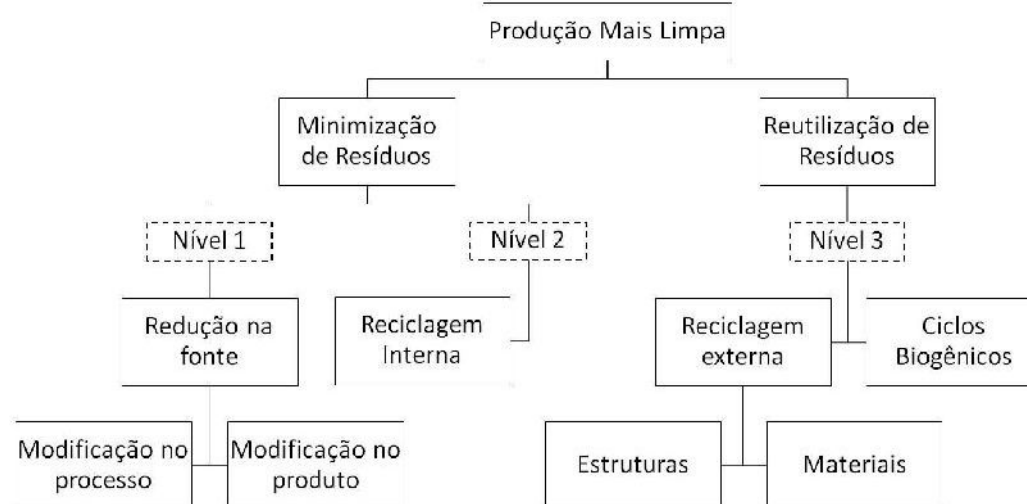 Produção Mais Limpa
Minimização
de Resíduos
Reutilização de
Resíduos
Nível 1
Nível 2
Nível 3
Redução na
fonte
Reciclagem
Interna
Reciclagem
externa
Ciclos
Biogênicos
Modificação no
processo
Modificação no
produto
Estruturas
Materiais